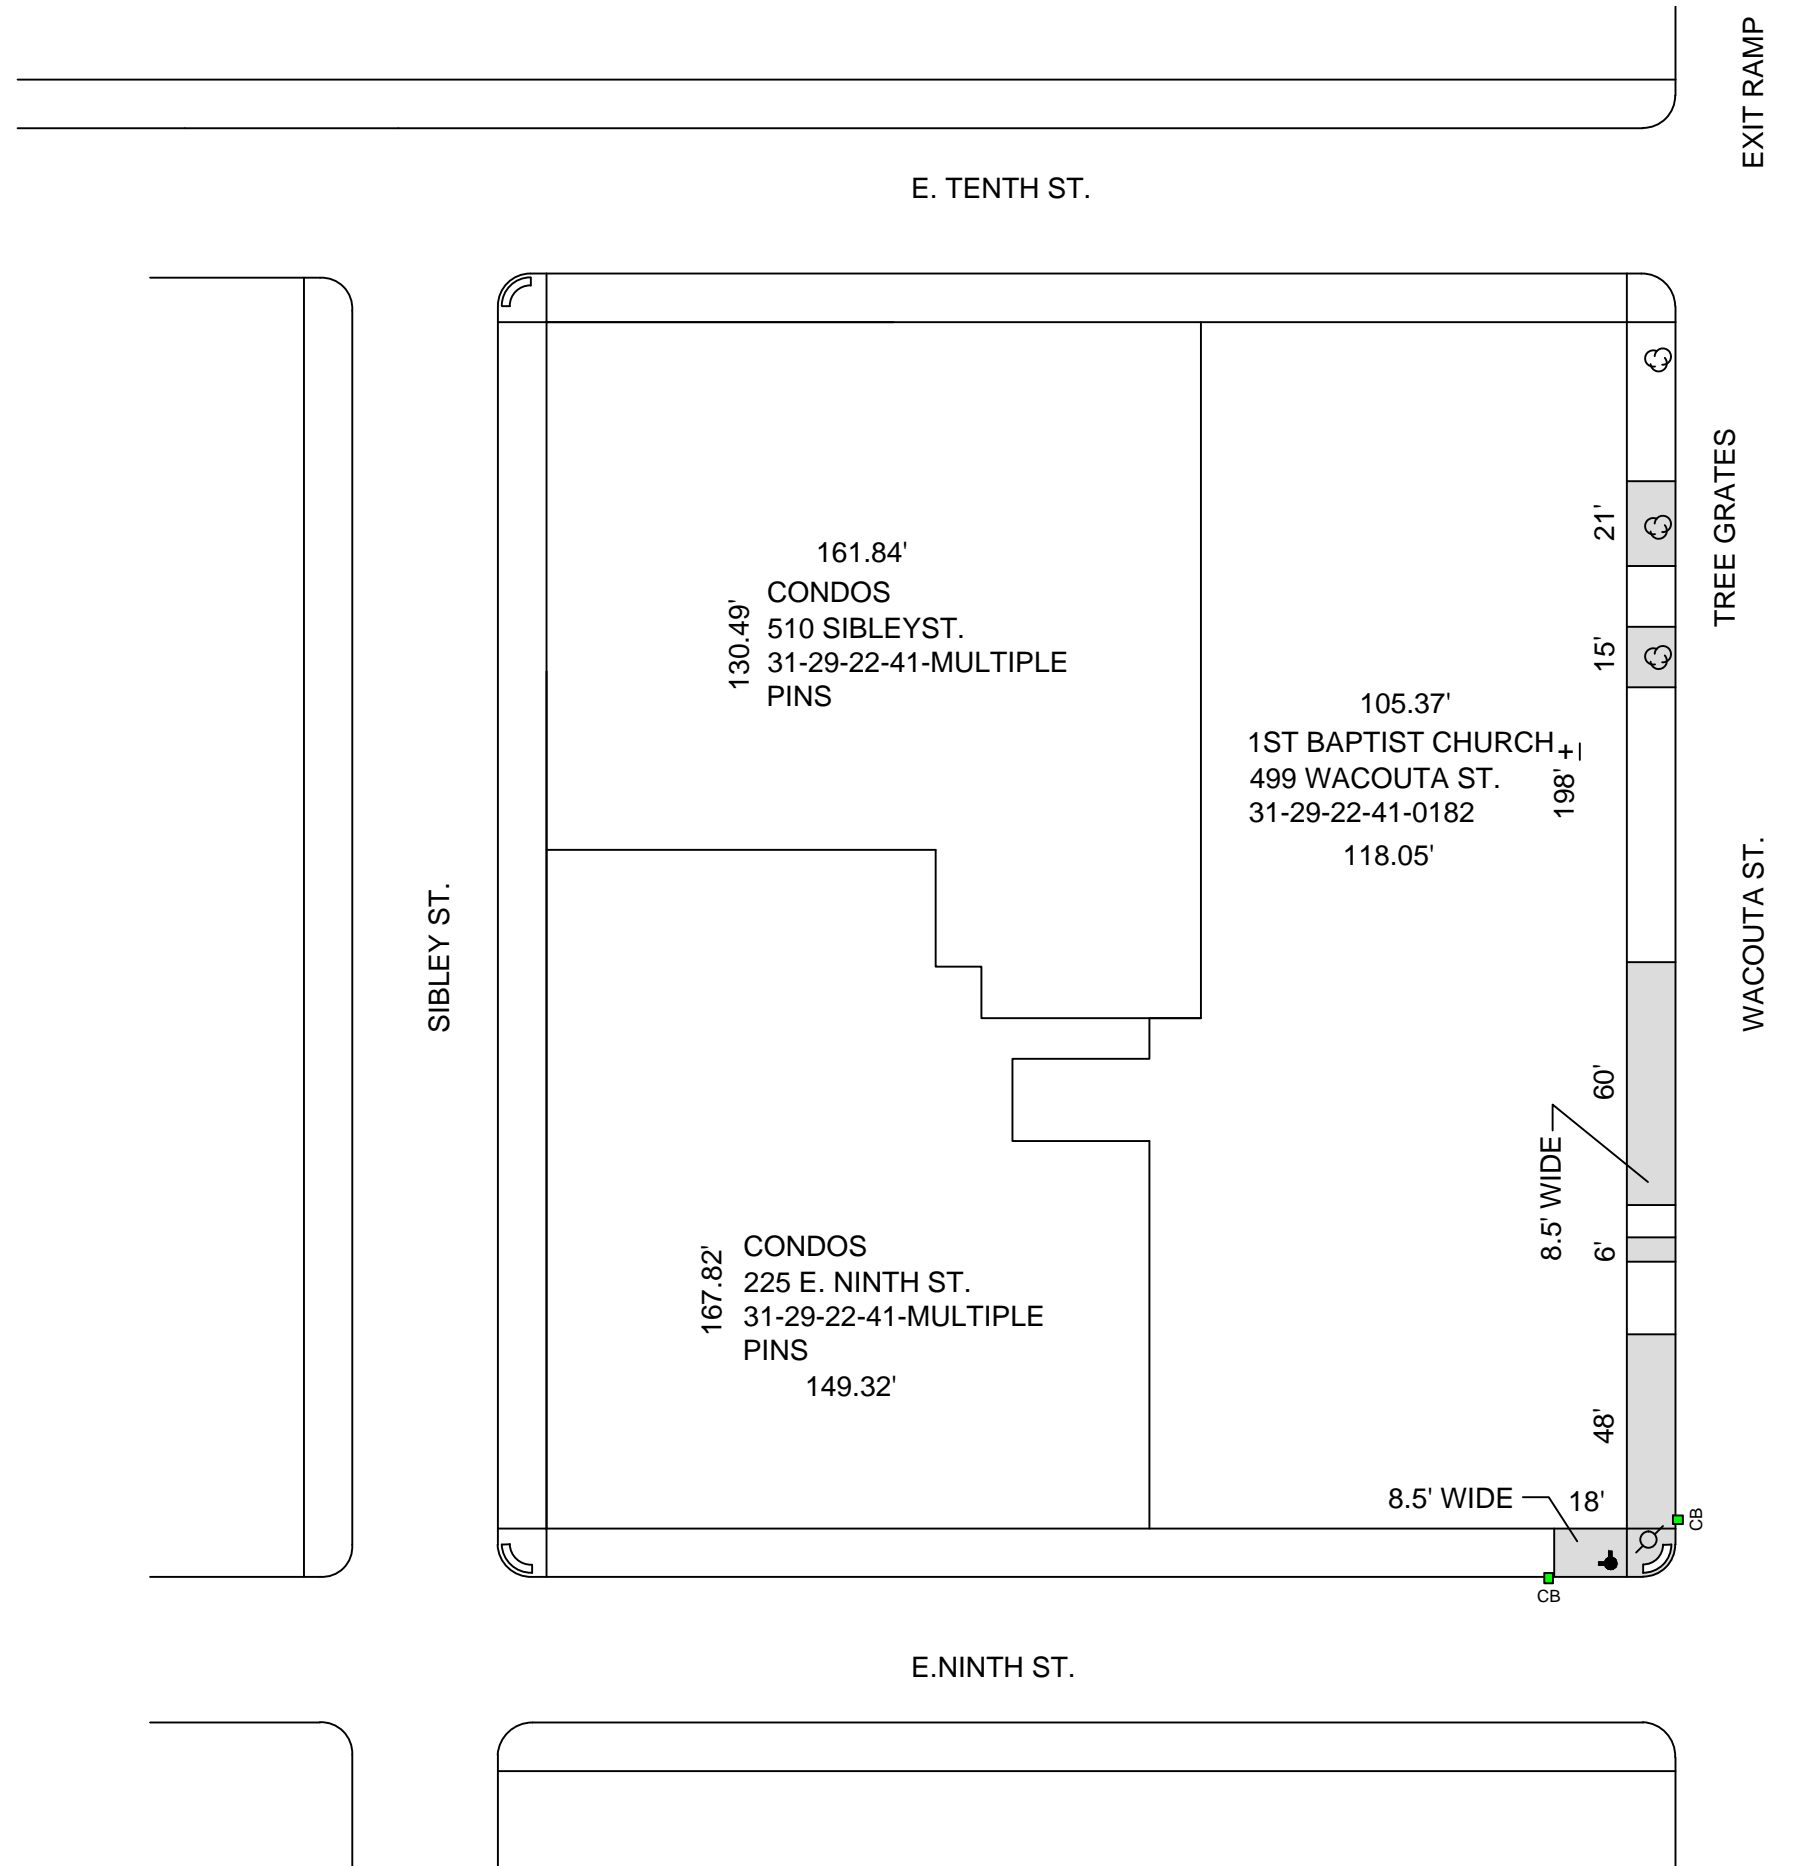 EXIT RAMP
E. TENTH ST.
TREE GRATES
21'
161.84'
130.49'
CONDOS
510 SIBLEYST.
31-29-22-41-MULTIPLE
PINS
15'
105.37'
1ST BAPTIST CHURCH
499 WACOUTA ST.
31-29-22-41-0182
198' ±
118.05'
SIBLEY ST.
WACOUTA ST.
60'
8.5' WIDE
6'
167.82'
CONDOS
225 E. NINTH ST.
31-29-22-41-MULTIPLE
PINS
149.32'
48'
8.5' WIDE
18'
CB
CB
E.NINTH ST.